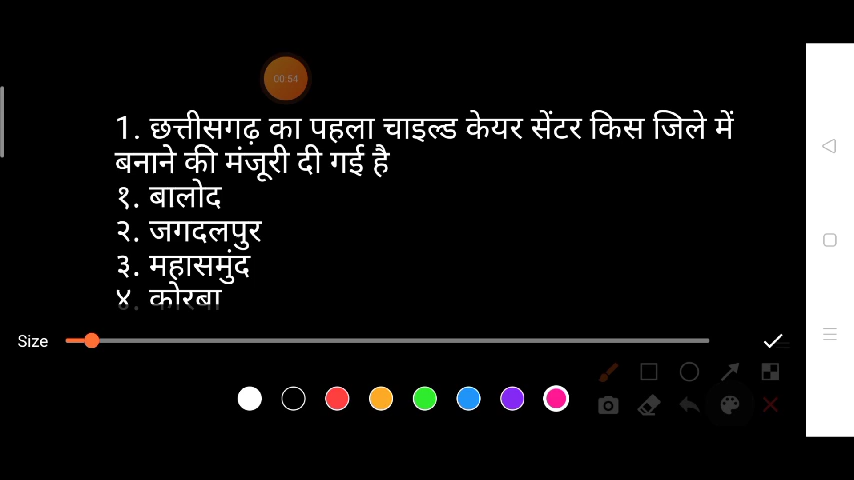 00:54
1. छत्तीसगढ़ का पहला चाइल्ड केयर सेंटर किस जिले में
बनाने की मंजूरी दी गई है
१. बालोद
२. जगदलपुर
३. महासमुंद
४. कोरबा
Size